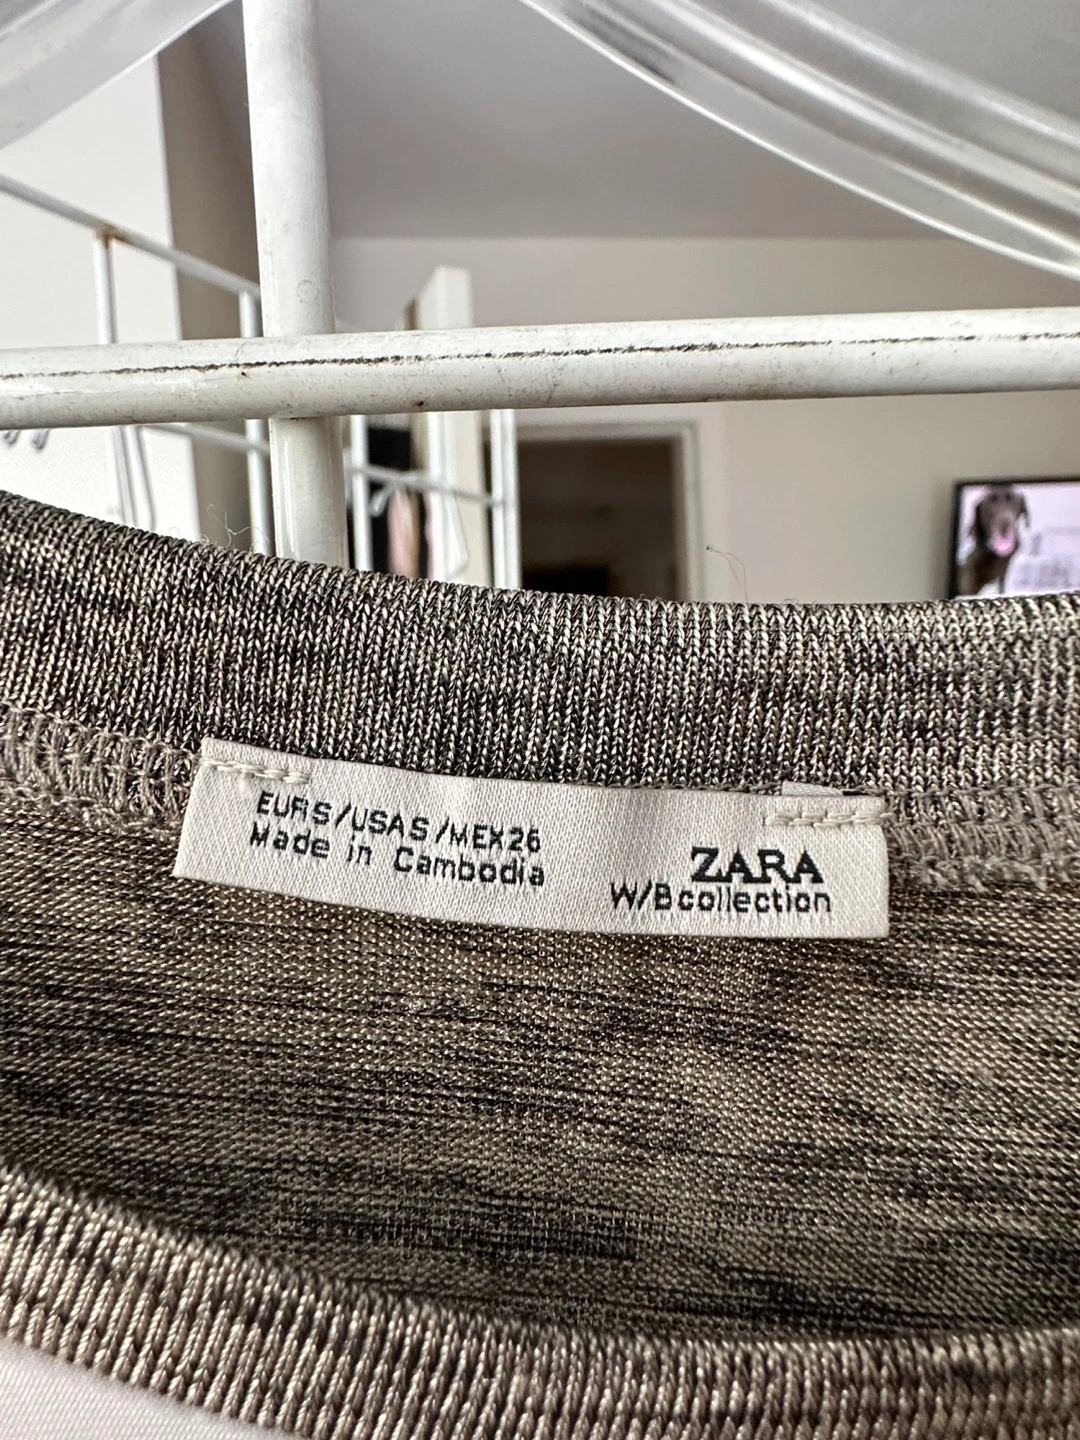 EUR S/USA S/MEX 26
Made in Cambodia
ZARA
W/B collection